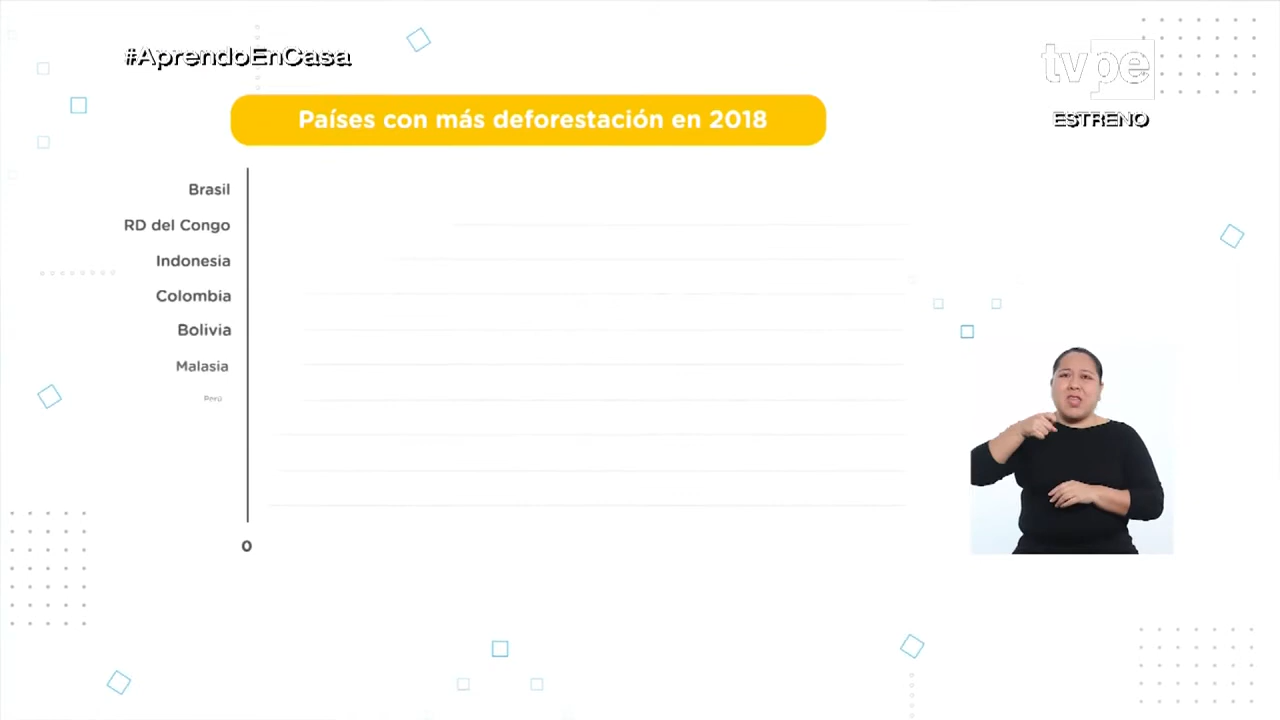 #AprendoEnCasa
tvpe
ESTRENO
Países con más deforestación en 2018
Brasil
RD del Congo
Indonesia
Colombia
Bolivia
Malasia
Perú
0